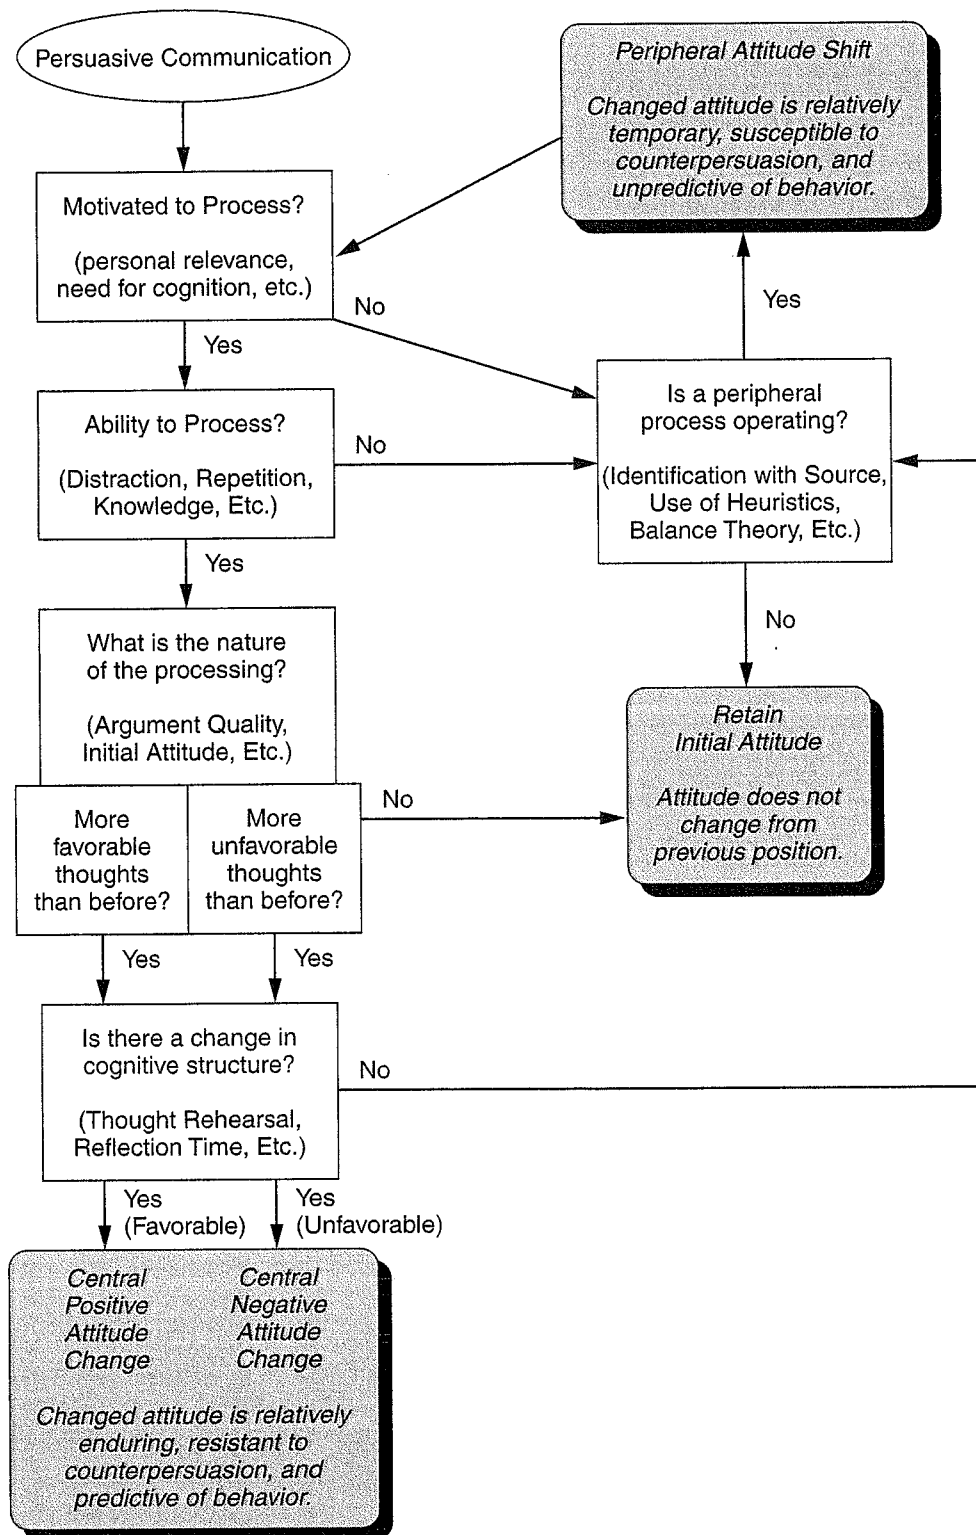 Persuasive Communication
Peripheral Attitude Shift
Changed attitude is relatively
temporary, susceptible to
counterpersuasion, and
unpredictive of behavior.
Motivated to Process?
(personal relevance,
need for cognition, etc.)
No
Yes
Yes
Is a peripheral
process operating?
(Identification with Source,
Use of Heuristics,
Balance Theory, Etc.)
Ability to Process?
(Distraction, Repetition,
Knowledge, Etc.)
No
Yes
No
What is the nature
of the processing?
(Argument Quality,
Initial Attitude, Etc.)
Retain
Initial Attitude
Attitude does not
change from
previous position.
More
favorable
thoughts
than before?
More
unfavorable
thoughts
than before?
No
Yes
Yes
Is there a change in
cognitive structure?
(Thought Rehearsal,
Reflection Time, Etc.)
No
Yes
(Favorable)
Yes
(Unfavorable)
Central
Positive
Attitude
Change
Central
Negative
Attitude
Change
Changed attitude is relatively
enduring, resistant to
counterpersuasion, and
predictive of behavior.